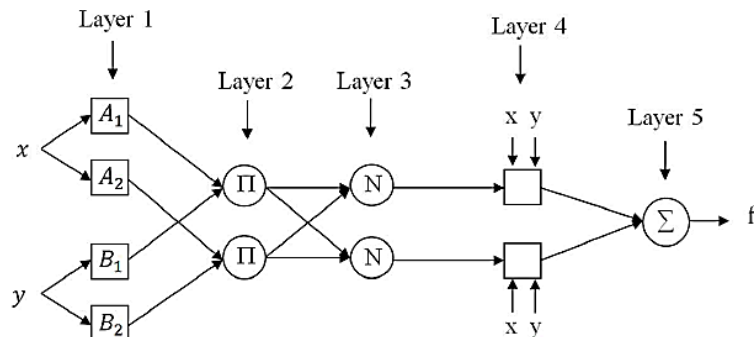 Layer 1
Layer 4
Layer 2
Layer 3
A₁
x y
Layer 5
x
A₂
Π
N
Σ
f
B₁
Π
N
y
B₂
x y